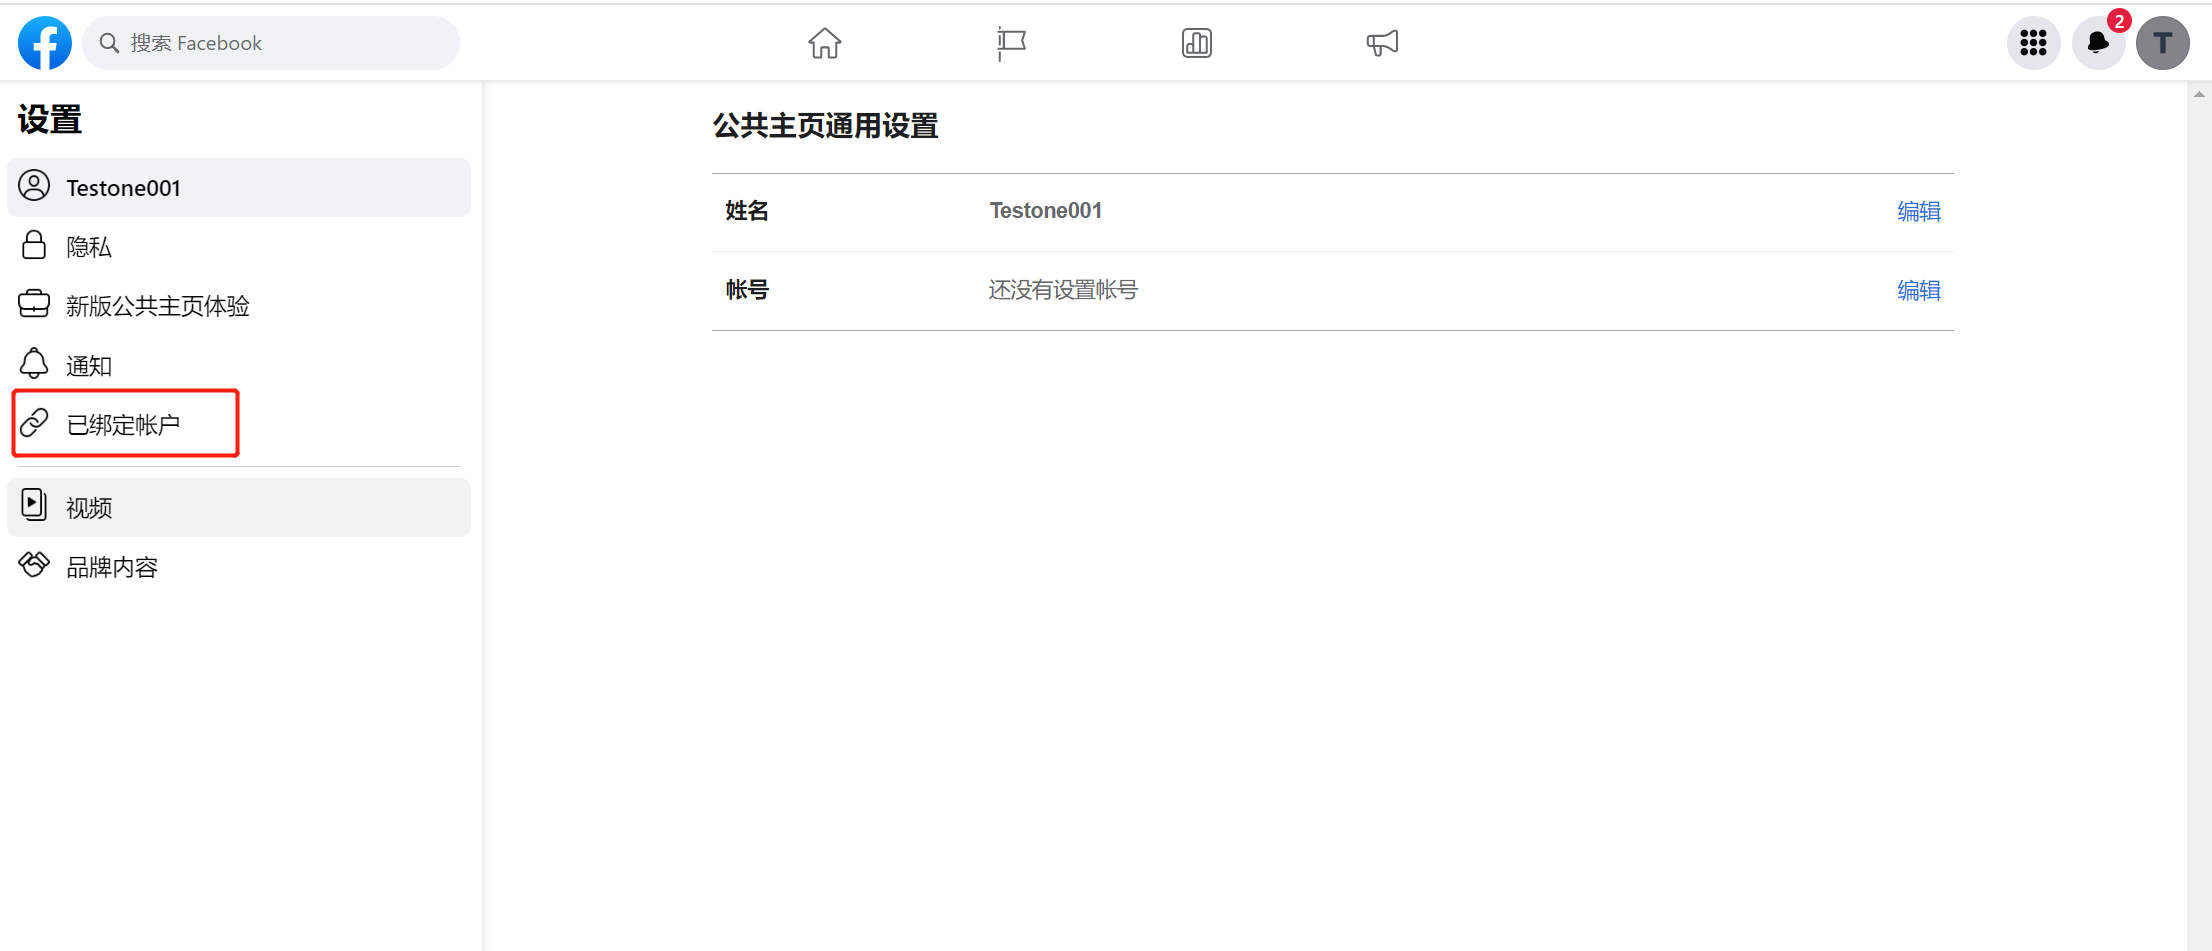 搜索 Facebook
2
T
设置
Testone001
隐私
新版公共主页体验
通知
已绑定帐户
视频
品牌内容
公共主页通用设置
姓名 Testone001 编辑
帐号 还没有设置帐号 编辑